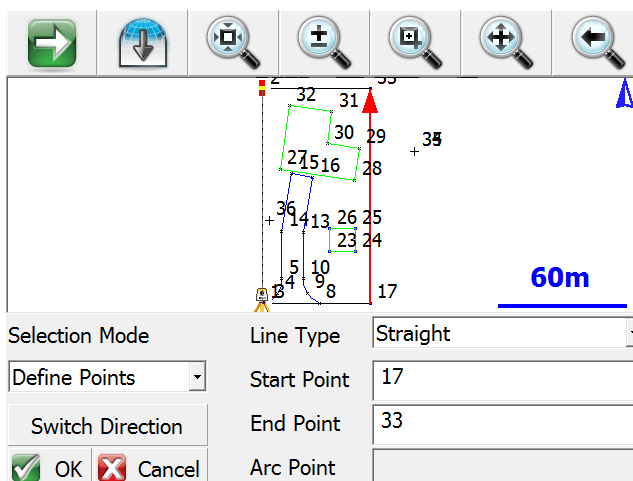 33
32
31
30
29
27
15
16
28
36
14
13
26
25
23
24
5
10
4
9
8
17
60m
Selection Mode
Line Type
Straight
Define Points
Start Point
17
Switch Direction
End Point
33
OK
Cancel
Arc Point